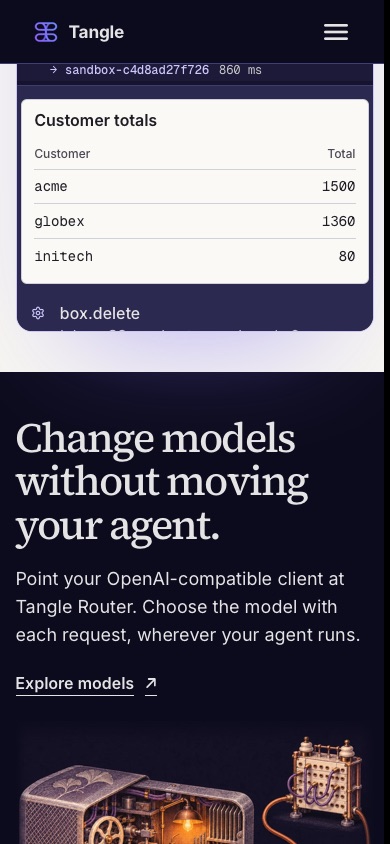 Tangle
→ sandbox-c4d8ad27f726 860 ms
Customer totals
Customer Total
acme 1500
globex 1360
initech 80
box.delete
Change models
without moving
your agent.
Point your OpenAI-compatible client at
Tangle Router. Choose the model with
each request, wherever your agent runs.
Explore models ↗